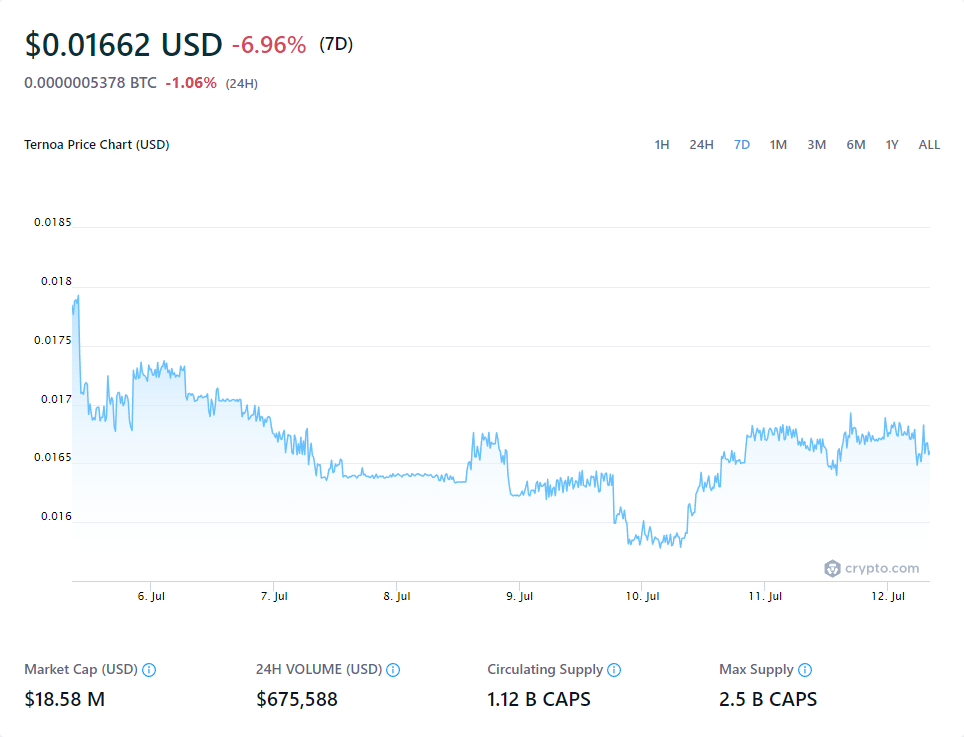 $0.01662 USD -6.96% (7D)
0.0000005378 BTC -1.06% (24H)
Ternoa Price Chart (USD) 1H 24H 7D 1M 3M 6M 1Y ALL
0.0185
0.018
0.0175
0.017
0.0165
0.016
crypto.com
6. Jul 7. Jul 8. Jul 9. Jul 10. Jul 11. Jul 12. Jul
Market Cap (USD) 24H VOLUME (USD) Circulating Supply Max Supply
$18.58 M $675,588 1.12 B CAPS 2.5 B CAPS